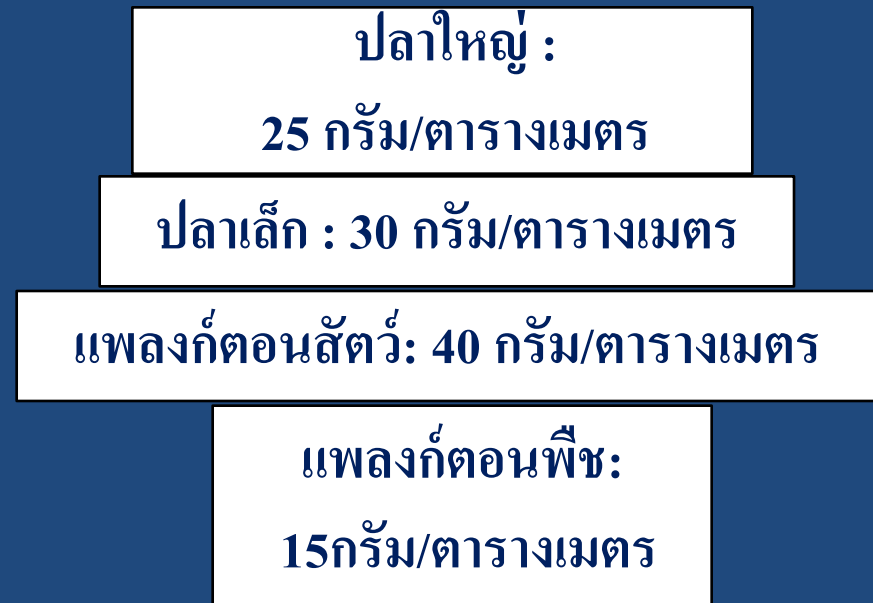 ปลาใหญ่ :
25 กรัม/ตารางเมตร
ปลาเล็ก : 30 กรัม/ตารางเมตร
แพลงก์ตอนสัตว์: 40 กรัม/ตารางเมตร
แพลงก์ตอนพืช:
15กรัม/ตารางเมตร